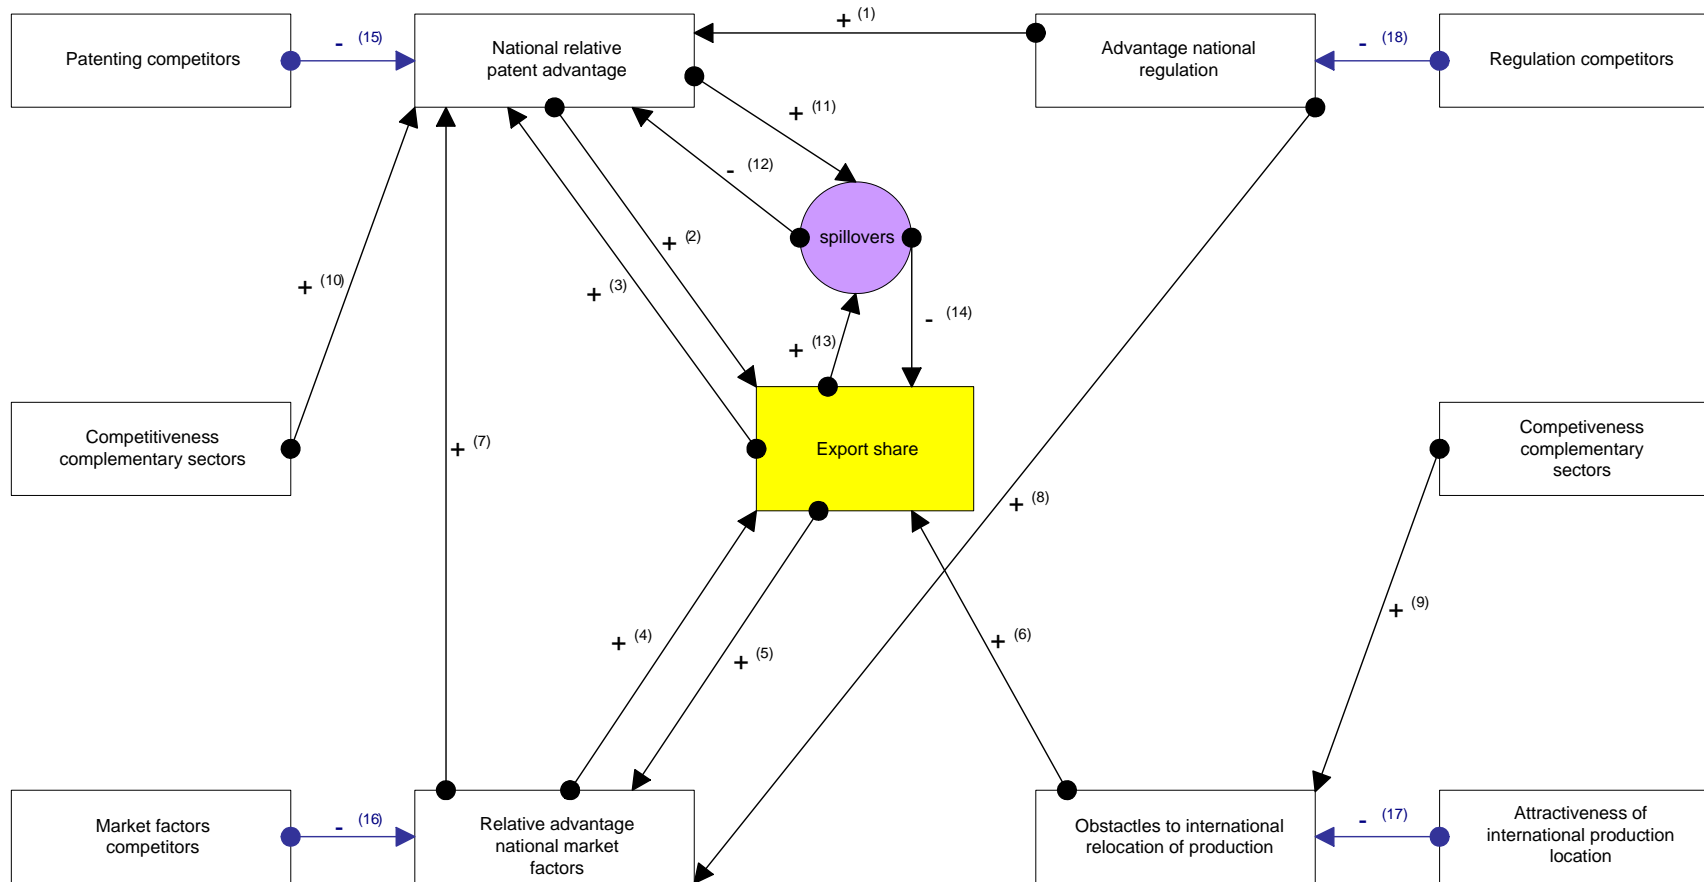 + (1)
Patenting competitors
- (15)
National relative
patent advantage
Advantage national
regulation
- (18)
Regulation competitors
+ (11)
- (12)
spillovers
+ (2)
+ (10)
+ (3)
- (14)
+ (13)
Competitiveness
complementary sectors
+ (7)
Export share
Competiveness
complementary
sectors
+ (8)
+ (9)
+ (4)
+ (5)
+ (6)
Market factors
competitors
- (16)
Relative advantage
national market
factors
Obstactles to international
relocation of production
- (17)
Attractiveness of
international production
location